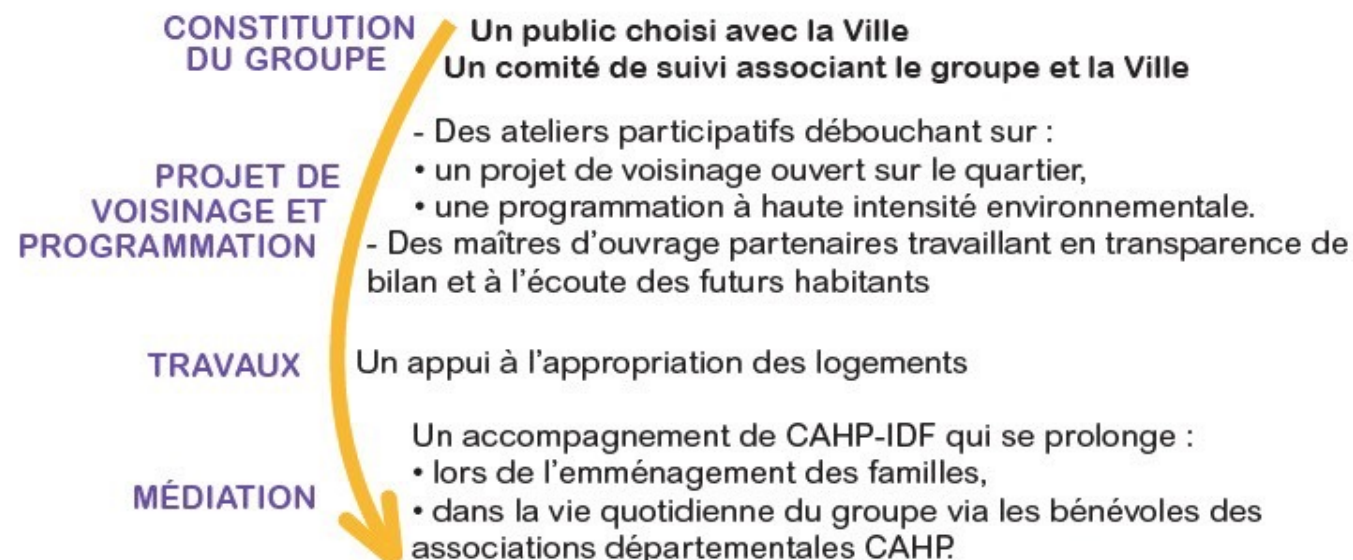 CONSTITUTION
DU GROUPE
Un public choisi avec la Ville
Un comité de suivi associant le groupe et la Ville
PROJET DE
VOISINAGE ET
PROGRAMMATION
- Des ateliers participatifs débouchant sur :
• un projet de voisinage ouvert sur le quartier,
• une programmation à haute intensité environnementale.
- Des maîtres d'ouvrage partenaires travaillant en transparence de
bilan et à l'écoute des futurs habitants
TRAVAUX
Un appui à l'appropriation des logements
MÉDIATION
Un accompagnement de CAHP-IDF qui se prolonge :
• lors de l'emménagement des familles,
• dans la vie quotidienne du groupe via les bénévoles des
associations départementales CAHP.